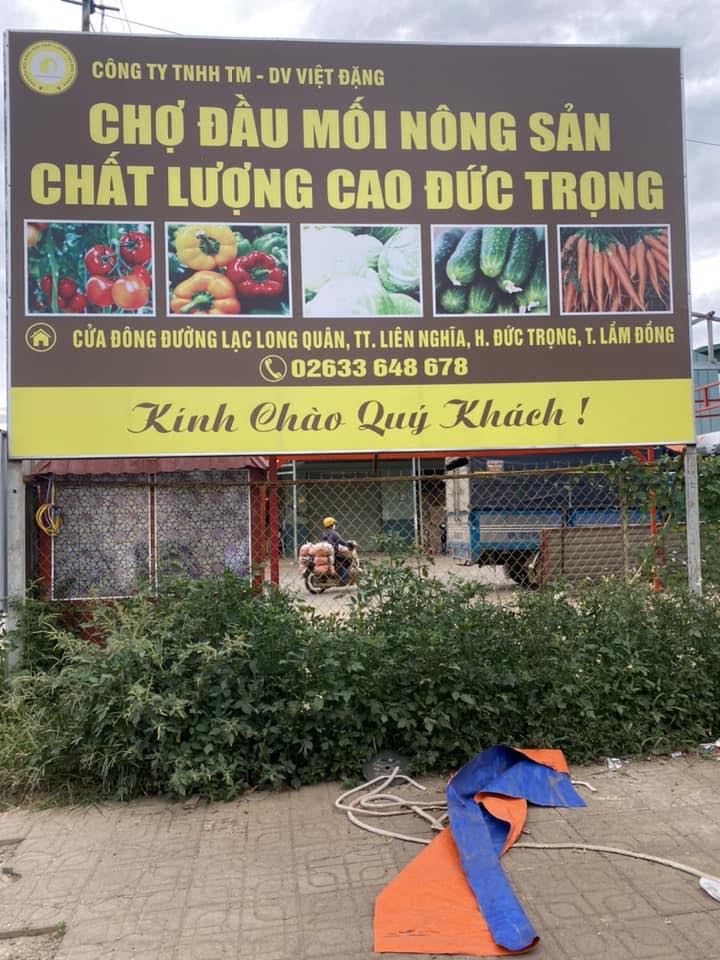 CÔNG TY TNHH TM - DV VIỆT ĐẶNG
CHỢ ĐẦU MỐI NÔNG SẢN
CHẤT LƯỢNG CAO ĐỨC TRỌNG
CỬA ĐÔNG ĐƯỜNG LẠC LONG QUÂN, TT. LIÊN NGHĨA, H. ĐỨC TRỌNG, T. LẦM ĐỒNG
02633 648 678
Kính Chào Quý Khách !